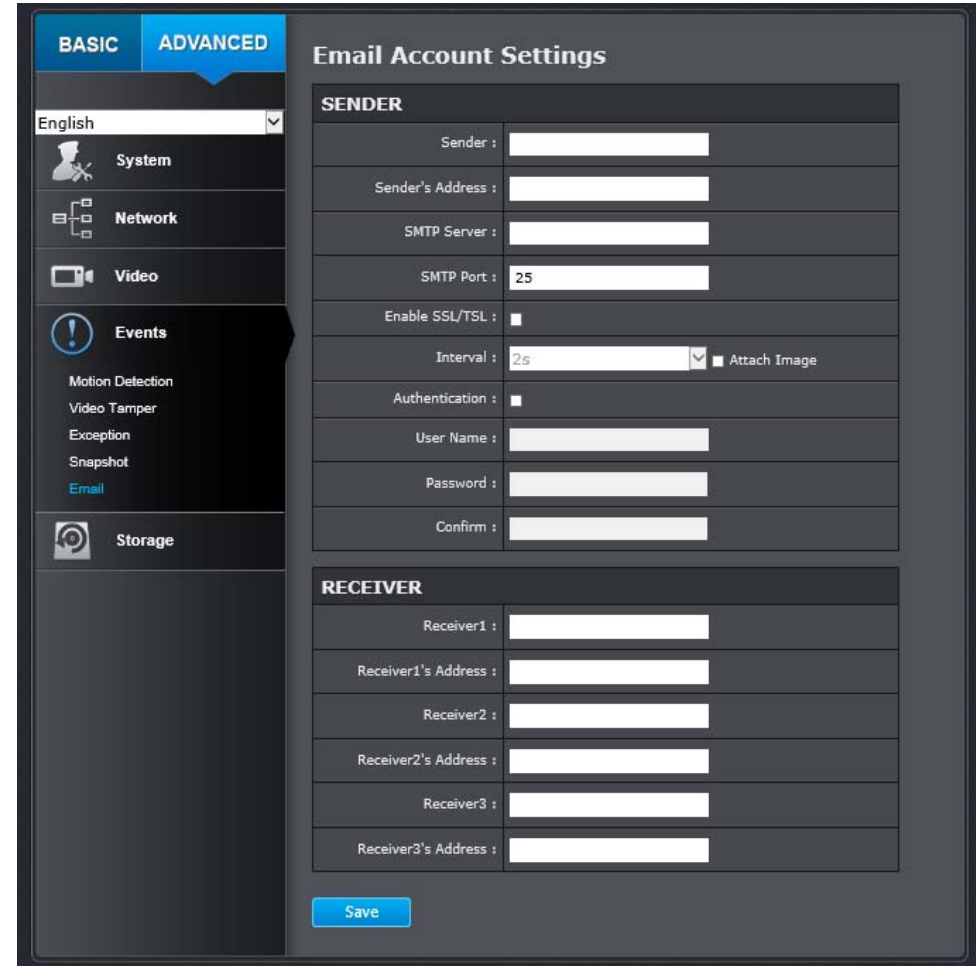 BASIC ADVANCED
English
System
Network
Video
Events
Motion Detection
Video Tamper
Exception
Snapshot
Email
Storage
Email Account Settings
SENDER
Sender :
Sender's Address :
SMTP Server :
SMTP Port : 25
Enable SSL/TSL :
Interval : 2s Attach Image
Authentication :
User Name :
Password :
Confirm :
RECEIVER
Receiver1 :
Receiver1's Address :
Receiver2 :
Receiver2's Address :
Receiver3 :
Receiver3's Address :
Save